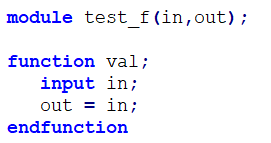 module test_f(in,out);
function val;
input in;
out = in;
endfunction